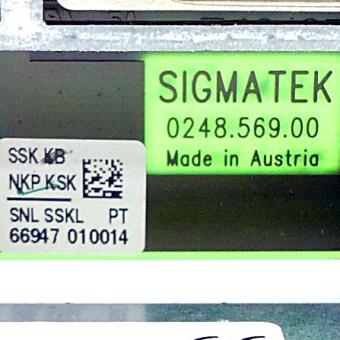 SIGMATEK
0248.569.00
Made in Austria
SSK KB
NKP KSK
SNL SSKL PT
66947 010014